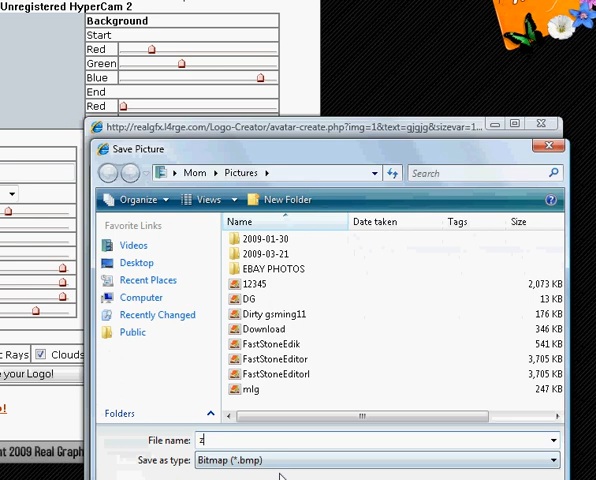 Unregistered HyperCam 2
Background
Start
Red
Green
Blue
End
Red
http://realgfx.l4rge.com/Logo-Creator/avatar-create.php?img=1&text=gjgjg&sizevar=1...
Save Picture
Mom Pictures
Search
Organize Views New Folder
Favorite Links
Videos
Desktop
Recent Places
Computer
Recently Changed
Public
Folders
Name Date taken Tags Size
2009-01-30
2009-03-21
EBAY PHOTOS
12345 2,073 KB
DG 13 KB
Dirty gsming11 176 KB
Download 346 KB
FastStoneEdik 541 KB
FastStoneEditor 3,705 KB
FastStoneEditorI 3,705 KB
mlg 247 KB
c Rays Clouds
e your Logo!
o!
ht 2009 Real Graph
File name: z
Save as type: Bitmap (*.bmp)